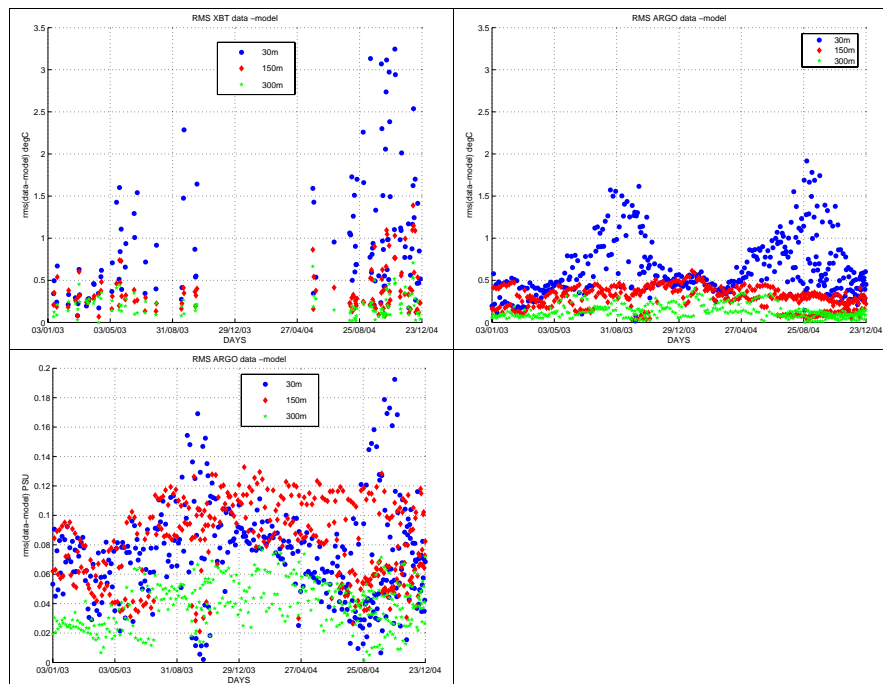 RMS XBT data −model
rms(data−model) degC
3.5
3
2.5
2
1.5
1
0.5
0
30m
150m
300m
03/01/03 03/05/03 31/08/03 29/12/03 27/04/04 25/08/04 23/12/04
DAYS
RMS ARGO data −model
rms(data−model) degC
3.5
3
2.5
2
1.5
1
0.5
0
30m
150m
300m
03/01/03 03/05/03 31/08/03 29/12/03 27/04/04 25/08/04 23/12/04
DAYS
RMS ARGO data −model
rms(data−model) PSU
0.2
0.18
0.16
0.14
0.12
0.1
0.08
0.06
0.04
0.02
0
30m
150m
300m
03/01/03 03/05/03 31/08/03 29/12/03 27/04/04 25/08/04 23/12/04
DAYS